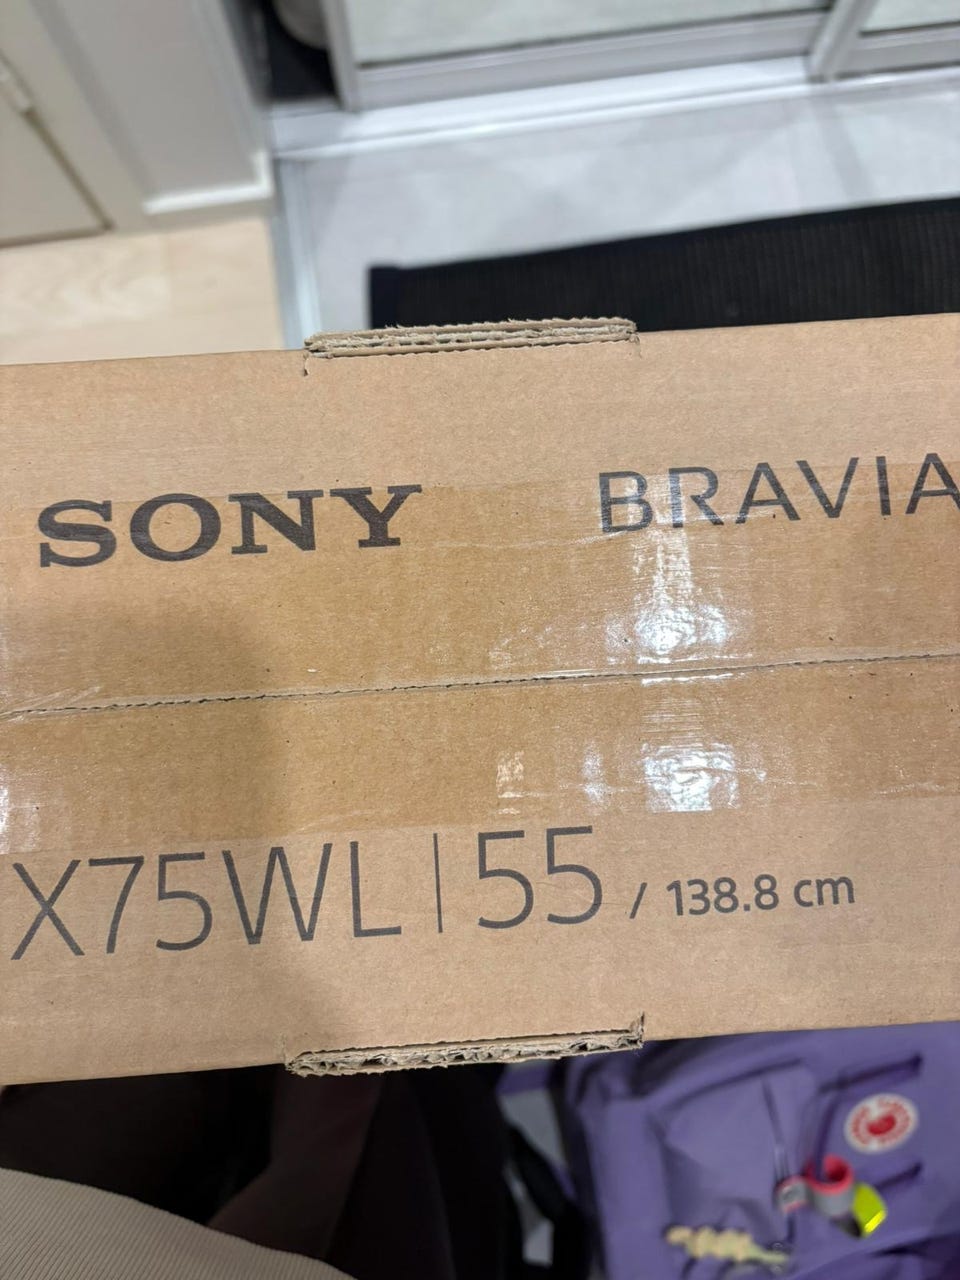 SONY BRAVIA
X75WL | 55 / 138.8 cm